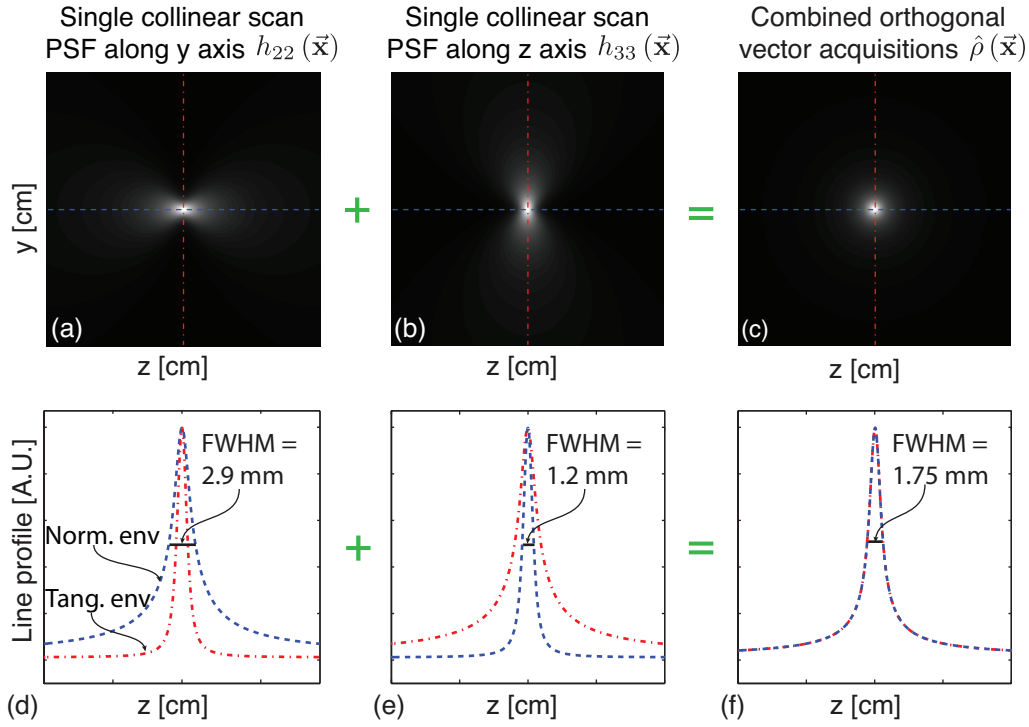 Single collinear scan
PSF along y axis h₂₂(x⃗)
Single collinear scan
PSF along z axis h₃₃(x⃗)
Combined orthogonal
vector acquisitions ρ̂(x⃗)
y [cm]
+
=
(a)
(b)
(c)
z [cm]
z [cm]
z [cm]
Line profile [A.U.]
FWHM =
2.9 mm
Norm. env
Tang. env
+
FWHM =
1.2 mm
=
FWHM =
1.75 mm
(d)
z [cm]
(e)
z [cm]
(f)
z [cm]